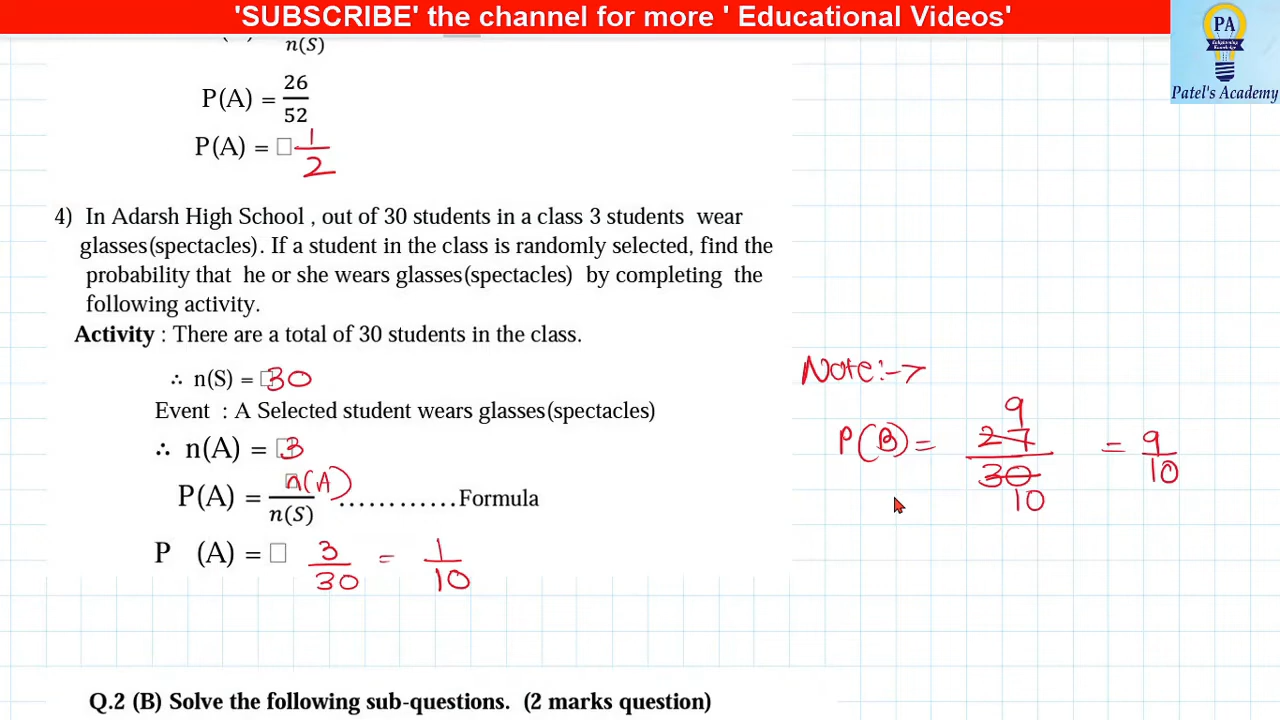 'SUBSCRIBE' the channel for more ' Educational Videos'
PA
Patel's Academy
n(S)
P(A) = 26/52
P(A) = □ 1/2
4) In Adarsh High School , out of 30 students in a class 3 students wear
glasses(spectacles). If a student in the class is randomly selected, find the
probability that he or she wears glasses(spectacles) by completing the
following activity.
Activity : There are a total of 30 students in the class.
∴ n(S) = □30
Event : A Selected student wears glasses(spectacles)
∴ n(A) = □3
P(A) = n(A)/n(S) ............Formula
P (A) = □ 3/30 = 1/10
Note:->
9
P(B) = 27/30 = 9/10
10
Q.2 (B) Solve the following sub-questions. (2 marks question)